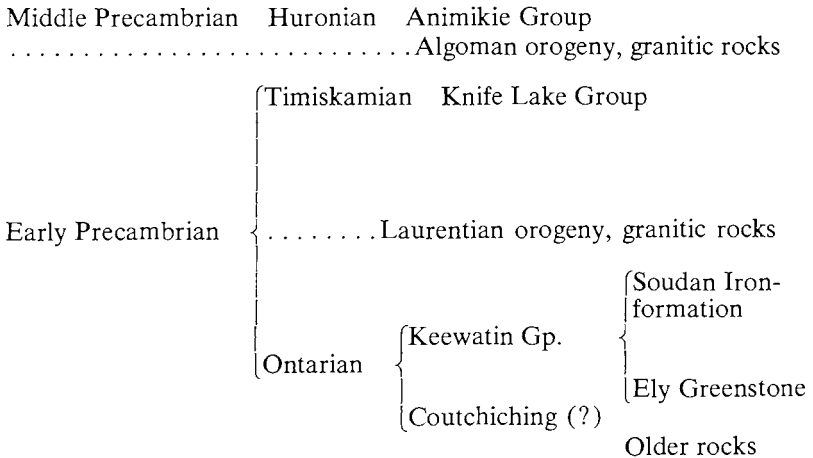 Middle Precambrian Huronian Animikie Group
. . . . . . . . . . . . . . . . . . . . . . . . . . . . Algoman orogeny, granitic rocks
Timiskamian Knife Lake Group
Early Precambrian . . . . . . . . Laurentian orogeny, granitic rocks
Soudan Iron-
formation
Keewatin Gp.
Ontarian
Ely Greenstone
Coutchiching (?)
Older rocks